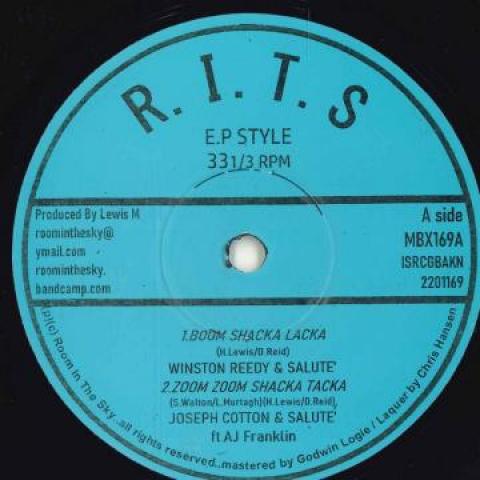 R. I. T. S
E.P STYLE
33 1/3 RPM
Produced By Lewis M
roominthesky@
ymail.com
roominthesky.
bandcamp.com
A side
MBX169A
ISRCGBAKN
2201169
1.BOOM SHACKA LACKA
(H.Lewis/D.Reid)
WINSTON REEDY & SALUTE'
2.ZOOM ZOOM SHACKA TACKA
(S.Walton/L.Murtagh)(H.Lewis/D.Reid),
JOSEPH COTTON & SALUTE'
ft AJ Franklin
(p)(c) Room In The Sky..all rights reserved..mastered by Godwin Logie / Laquer by Chris Hansen